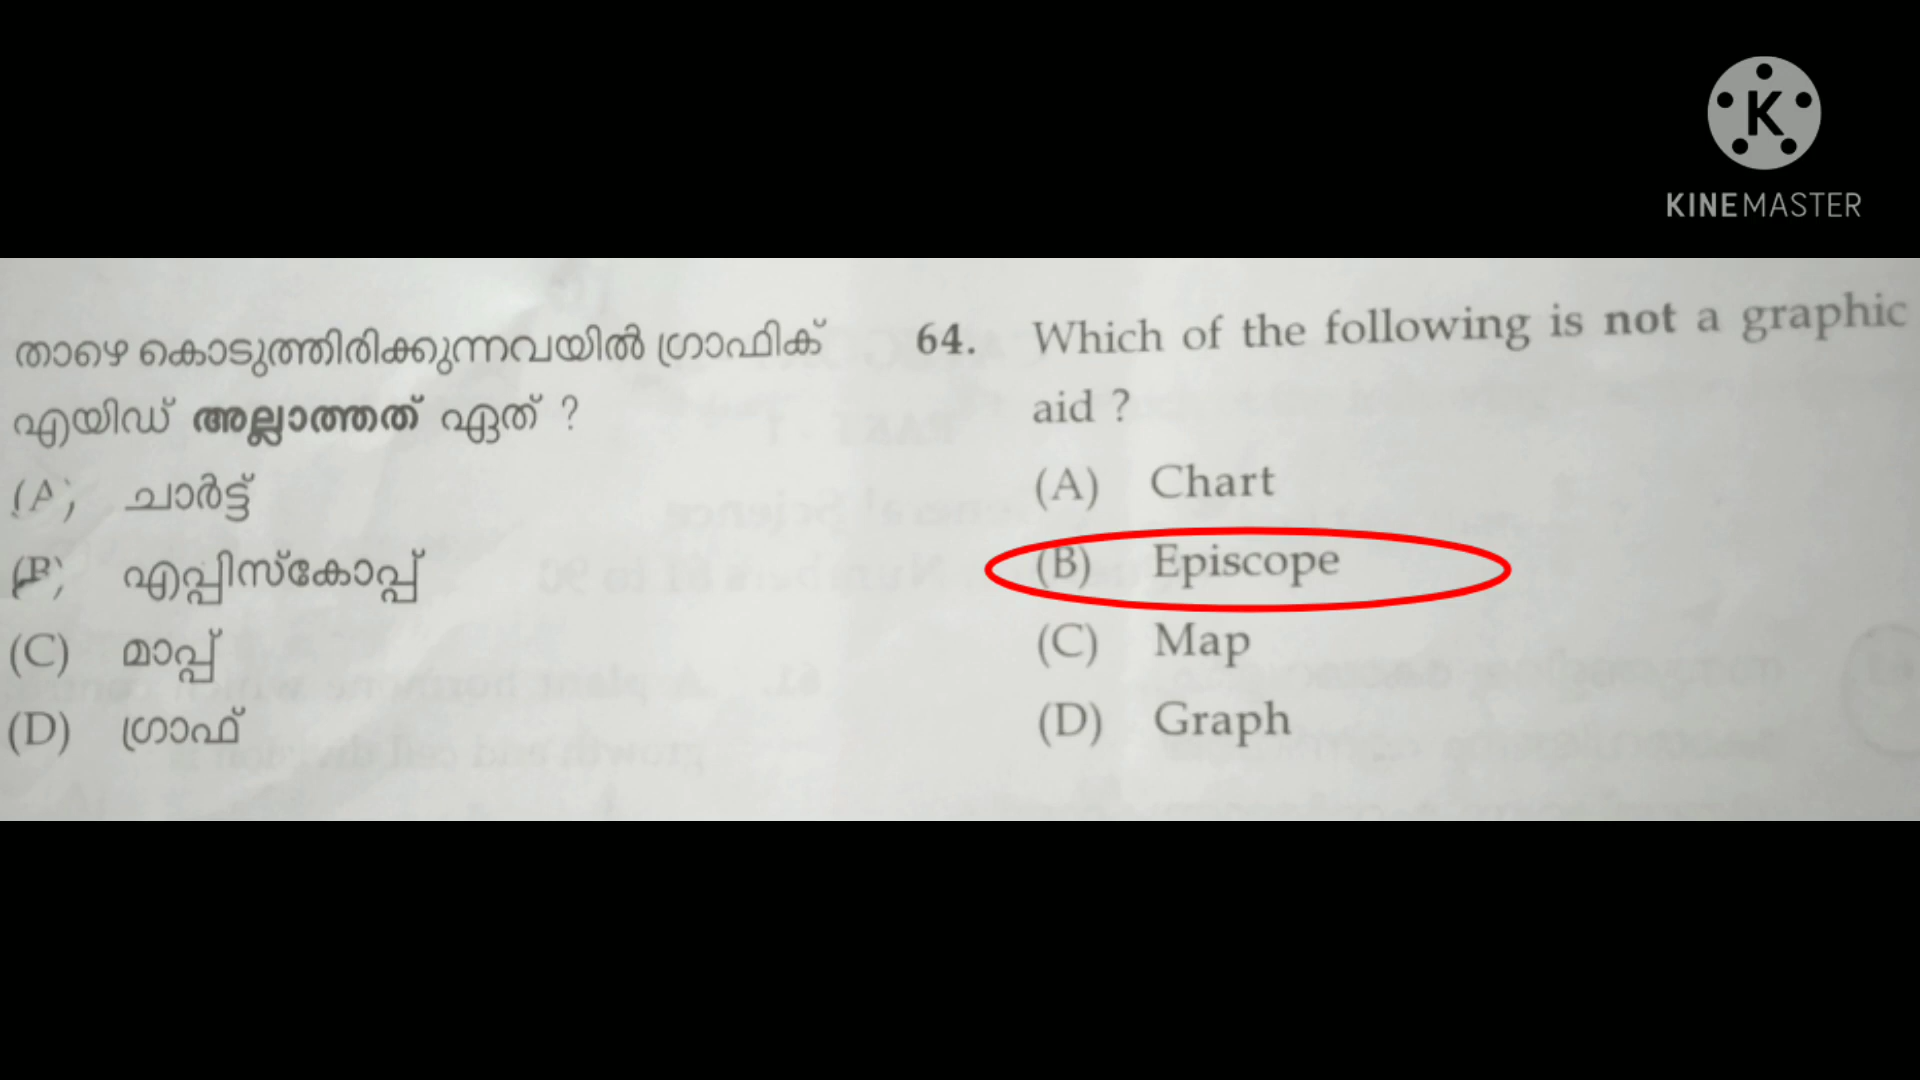 K
KINEMASTER
താഴെ കൊടുത്തിരിക്കുന്നവയിൽ ഗ്രാഫിക്
എയിഡ് അല്ലാത്തത് ഏത് ?
(A) ചാർട്ട്
(B) എപ്പിസ്കോപ്പ്
(C) മാപ്പ്
(D) ഗ്രാഫ്
64. Which of the following is not a graphic
aid ?
(A) Chart
(B) Episcope
(C) Map
(D) Graph